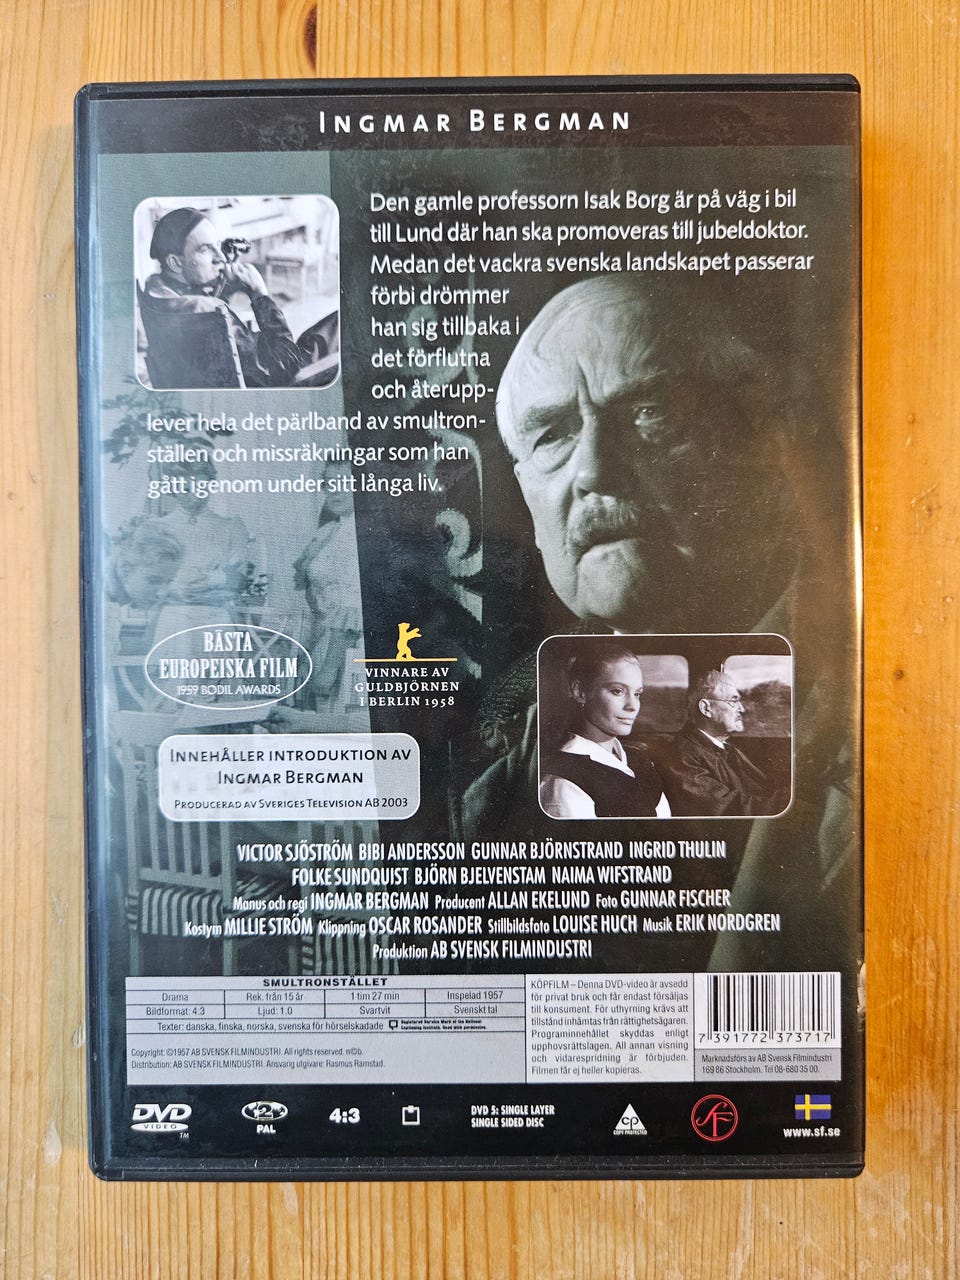 INGMAR BERGMAN
Den gamle professorn Isak Borg är på väg i bil
till Lund där han ska promoveras till jubeldoktor.
Medan det vackra svenska landskapet passerar
förbi drömmer
han sig tillbaka i
det förflutna
och återupp-
lever hela det pärlband av smultron-
ställen och missräkningar som han
gått igenom under sitt långa liv.
BÄSTA
EUROPEISKA FILM
1959 BODIL AWARDS
VINNARE AV
GULDBJÖRNEN
I BERLIN 1958
INNEHÅLLER INTRODUKTION AV
INGMAR BERGMAN
PRODUCERAD AV SVERIGES TELEVISION AB 2003
VICTOR SJÖSTRÖM BIBI ANDERSSON GUNNAR BJÖRNSTRAND INGRID THULIN
FOLKE SUNDQUIST BJÖRN BJELVENSTAM NAIMA WIFSTRAND
Manus och regi INGMAR BERGMAN Producent ALLAN EKELUND Foto GUNNAR FISCHER
Kostym MILLIE STRÖM Klippning OSCAR ROSANDER Stillbildsfoto LOUISE HUCH Musik ERIK NORDGREN
Produktion AB SVENSK FILMINDUSTRI
SMULTRONSTÄLLET
Drama Rek. från 15 år 1 tim 27 min Inspelad 1957
Bildformat: 4:3 Ljud: 1.0 Svartvit Svenskt tal
Texter: danska, finska, norska, svenska för hörselskadade Registered Service Mark of the National
Captioning Institute. Used with permission.
Copyright: ©1957 AB SVENSK FILMINDUSTRI. All rights reserved. n©b.
Distribution: AB SVENSK FILMINDUSTRI. Ansvarig utgivare: Rasmus Ramstad.
KÖPFILM – Denna DVD-video är avsedd
för privat bruk och får endast försäljas
till konsument. För uthyrning krävs att
tillstånd inhämtas från rättighetsägaren.
Programinnehållet skyddas enligt
upphovsrättslagen. All annan visning
och vidarespridning är förbjuden.
Filmen får ej heller kopieras.
7 391772 373717
Marknadsförs av AB Svensk Filmindustri
169 86 Stockholm. Tel 08-680 35 00.
DVD
VIDEO
TM
2
PAL
4:3
DVD 5: SINGLE LAYER
SINGLE SIDED DISC
CP
COPY PROTECTED
SF
www.sf.se